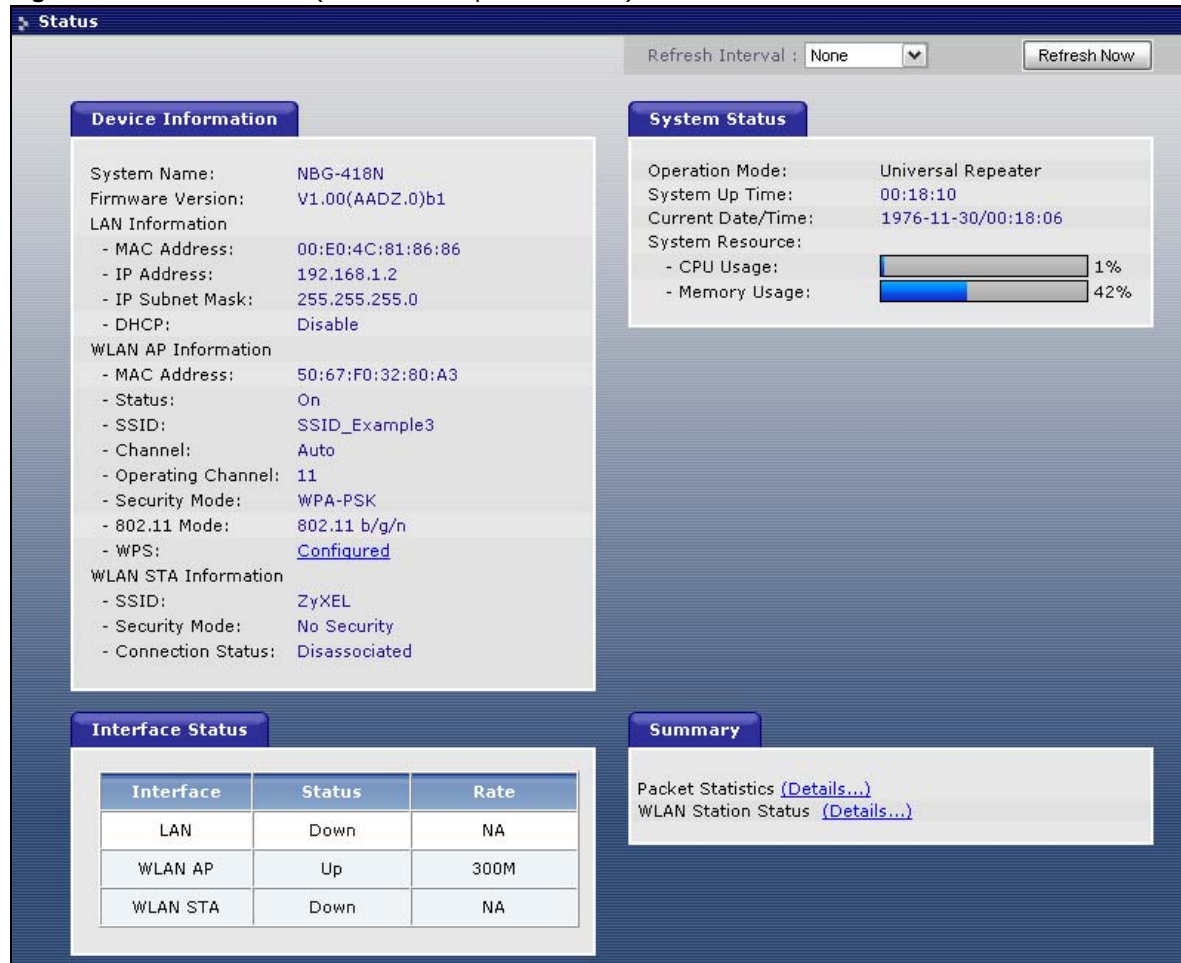 Status
Refresh Interval : None
Refresh Now
Device Information
System Name: NBG-418N
Firmware Version: V1.00(AADZ.0)b1
LAN Information
- MAC Address: 00:E0:4C:81:86:86
- IP Address: 192.168.1.2
- IP Subnet Mask: 255.255.255.0
- DHCP: Disable
WLAN AP Information
- MAC Address: 50:67:F0:32:80:A3
- Status: On
- SSID: SSID_Example3
- Channel: Auto
- Operating Channel: 11
- Security Mode: WPA-PSK
- 802.11 Mode: 802.11 b/g/n
- WPS: Configured
WLAN STA Information
- SSID: ZyXEL
- Security Mode: No Security
- Connection Status: Disassociated
System Status
Operation Mode: Universal Repeater
System Up Time: 00:18:10
Current Date/Time: 1976-11-30/00:18:06
System Resource:
- CPU Usage: 1%
- Memory Usage: 42%
Interface Status
Interface Status Rate
LAN Down NA
WLAN AP Up 300M
WLAN STA Down NA
Summary
Packet Statistics (Details...)
WLAN Station Status (Details...)